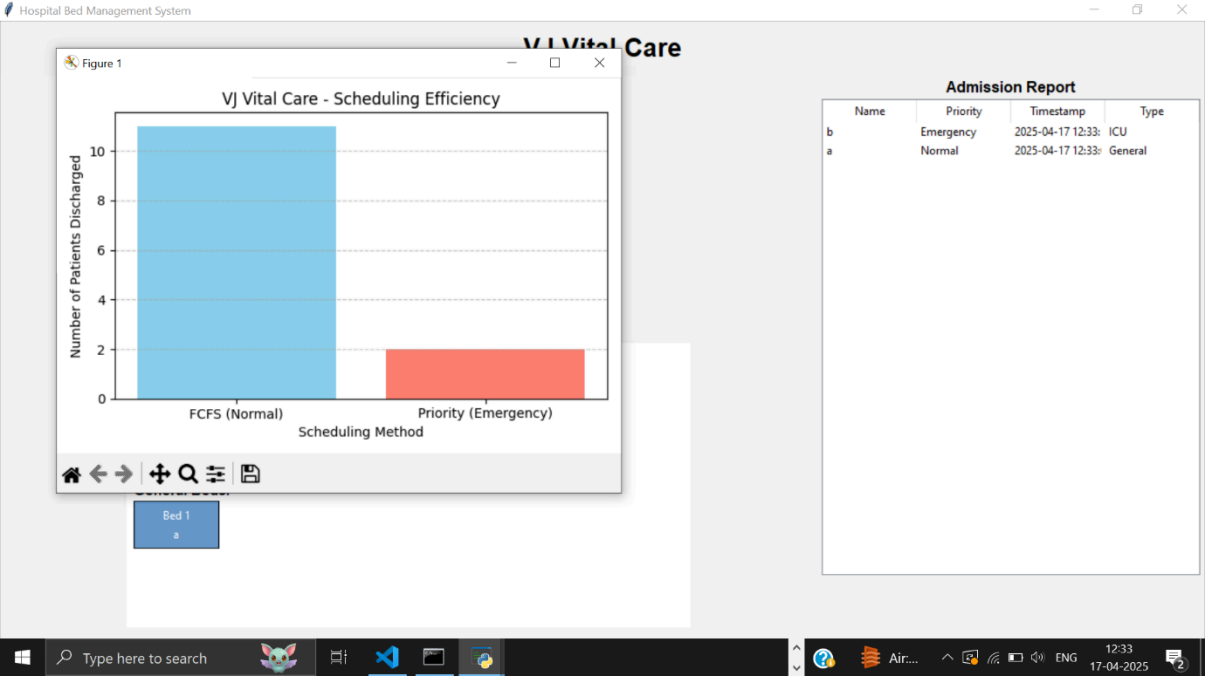 Hospital Bed Management System
VJ Vital Care
Figure 1
VJ Vital Care - Scheduling Efficiency
Number of Patients Discharged
10
8
6
4
2
0
FCFS (Normal)
Priority (Emergency)
Scheduling Method
General Beds:
Bed 1
a
Admission Report
Name Priority Timestamp Type
b Emergency 2025-04-17 12:33: ICU
a Normal 2025-04-17 12:33: General
Type here to search
Air:...
ENG
12:33
17-04-2025
2